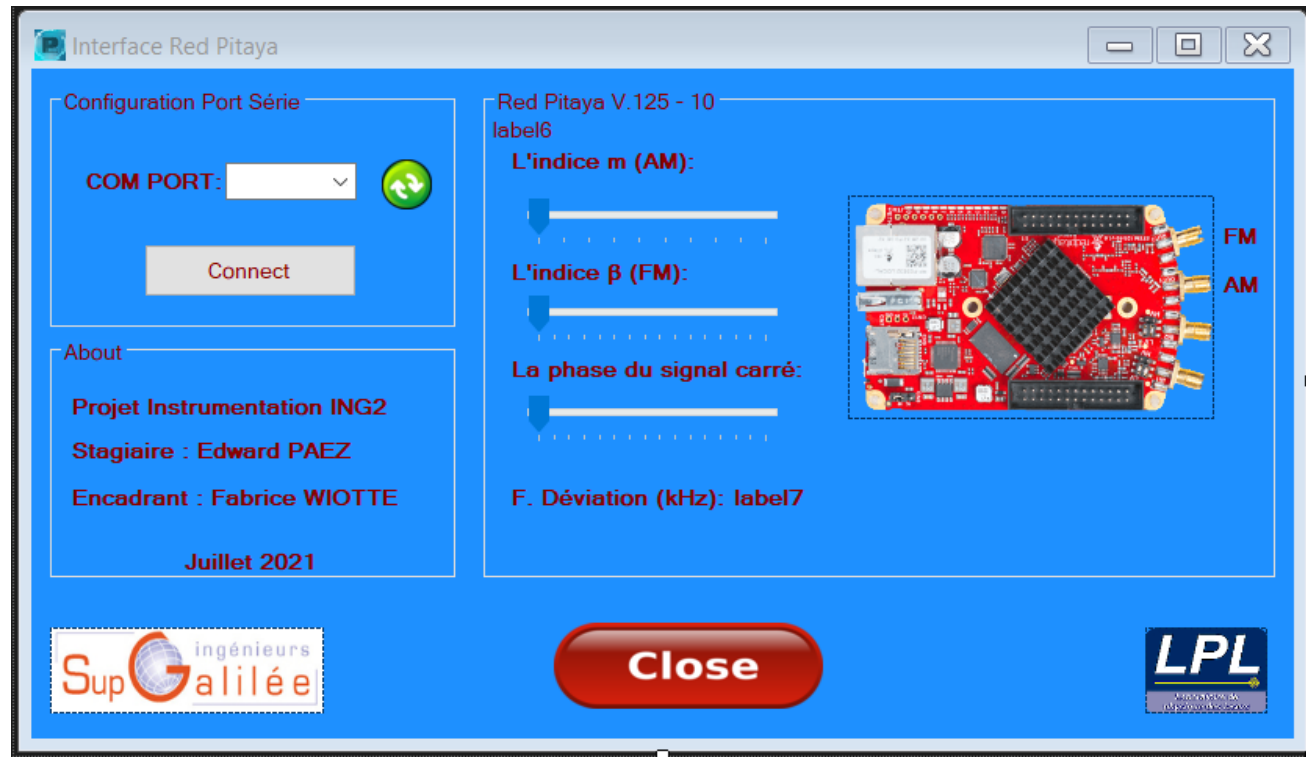 Interface Red Pitaya
Configuration Port Série
COM PORT:
Connect
About
Projet Instrumentation ING2
Stagiaire : Edward PAEZ
Encadrant : Fabrice WIOTTE
Juillet 2021
Red Pitaya V.125 - 10
label6
L'indice m (AM):
L'indice β (FM):
La phase du signal carré:
F. Déviation (kHz): label7
FM
AM
ingénieurs
Sup Galilée
Close
LPL